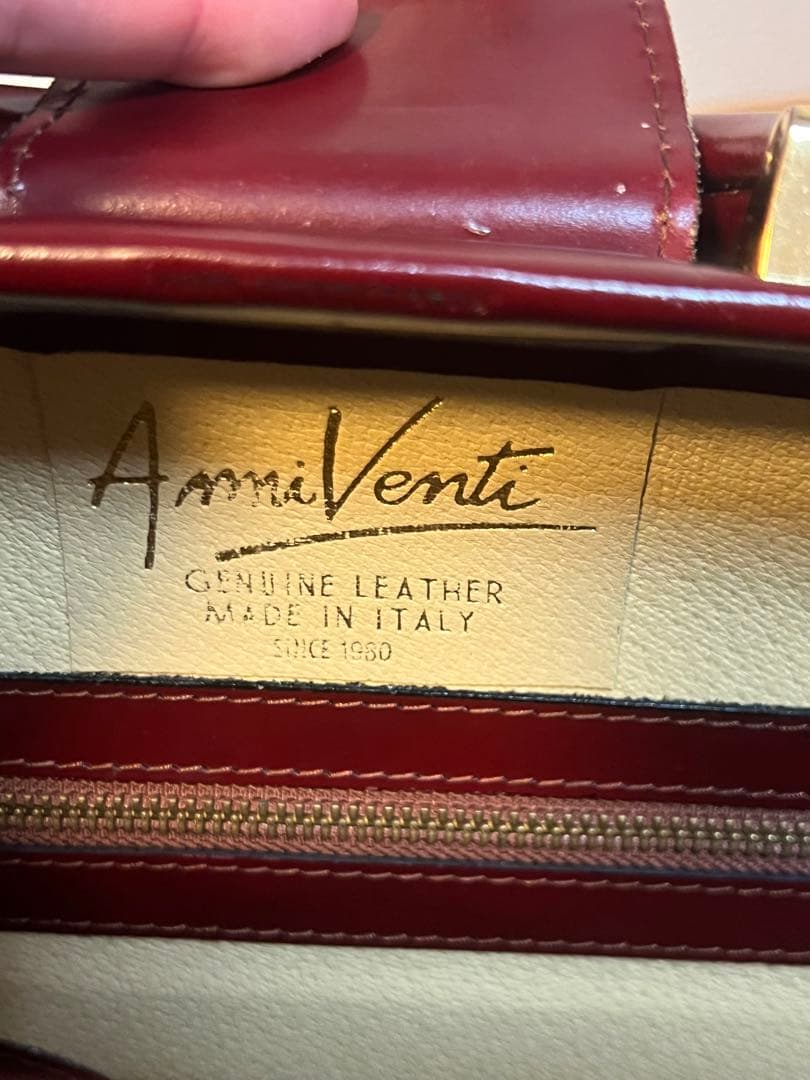 AnniVenti
GENUINE LEATHER
MADE IN ITALY
SINCE 1980